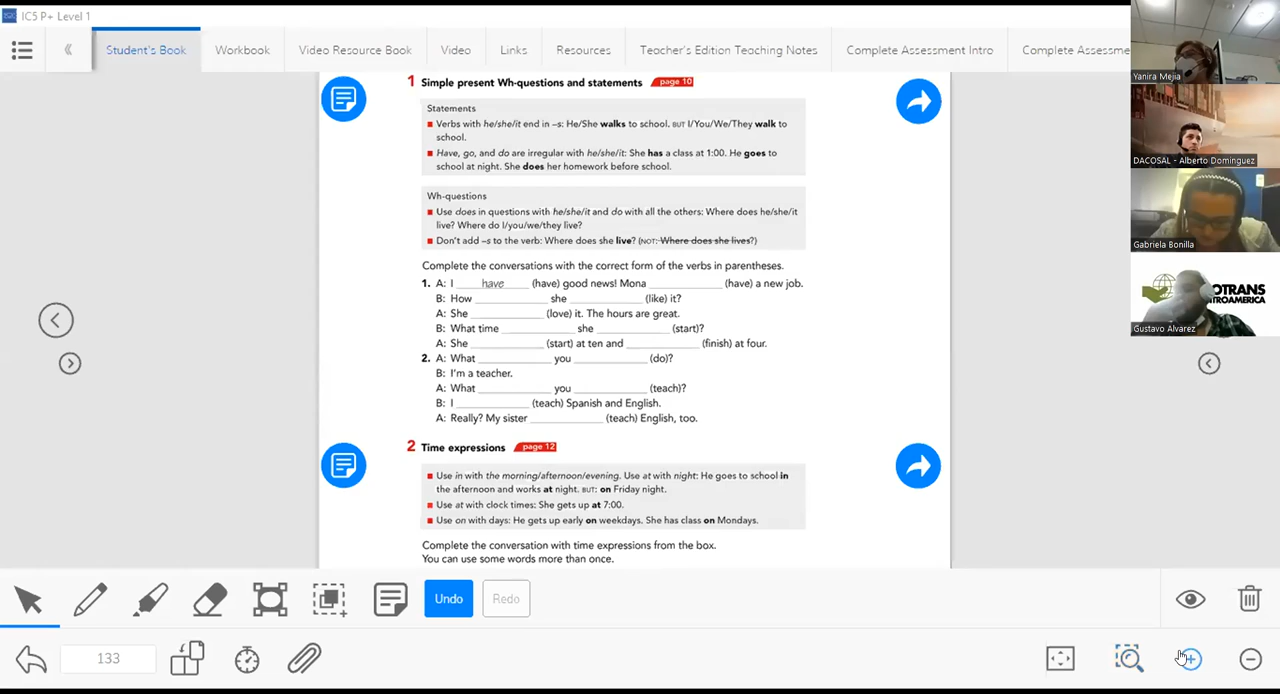 IC5 P+ Level 1
Student's Book
Workbook
Video Resource Book
Video
Links
Resources
Teacher's Edition Teaching Notes
Complete Assessment Intro
Complete Assessme
1 Simple present Wh-questions and statements page 10
Statements
Verbs with he/she/it end in –s: He/She walks to school. BUT I/You/We/They walk to
school.
Have, go, and do are irregular with he/she/it: She has a class at 1:00. He goes to
school at night. She does her homework before school.
Wh-questions
Use does in questions with he/she/it and do with all the others: Where does he/she/it
live? Where do I/you/we/they live?
Don't add –s to the verb: Where does she live? (NOT: Where does she lives?)
Complete the conversations with the correct form of the verbs in parentheses.
1. A: I have (have) good news! Mona (have) a new job.
B: How she (like) it?
A: She (love) it. The hours are great.
B: What time she (start)?
A: She (start) at ten and (finish) at four.
2. A: What you (do)?
B: I'm a teacher.
A: What you (teach)?
B: I (teach) Spanish and English.
A: Really? My sister (teach) English, too.
2 Time expressions page 12
Use in with the morning/afternoon/evening. Use at with night: He goes to school in
the afternoon and works at night. BUT: on Friday night.
Use at with clock times: She gets up at 7:00.
Use on with days: He gets up early on weekdays. She has class on Mondays.
Complete the conversation with time expressions from the box.
You can use some words more than once.
Undo
Redo
133
Yanira Mejia
DACOSAL - Alberto Dominguez
Gabriela Bonilla
OTRANS
TROAMERICA
Gustavo Alvarez